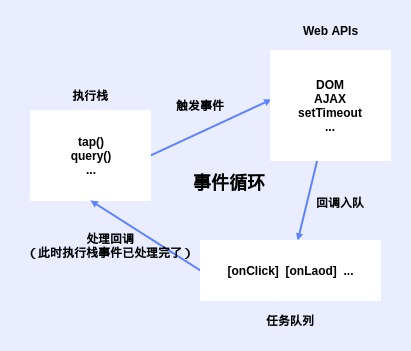 Web APIs
DOM
AJAX
setTimeout
...
执行栈
触发事件
tap()
query()
...
事件循环
回调入队
处理回调
（此时执行栈事件已处理完了）
[onClick] [onLaod] ...
任务队列